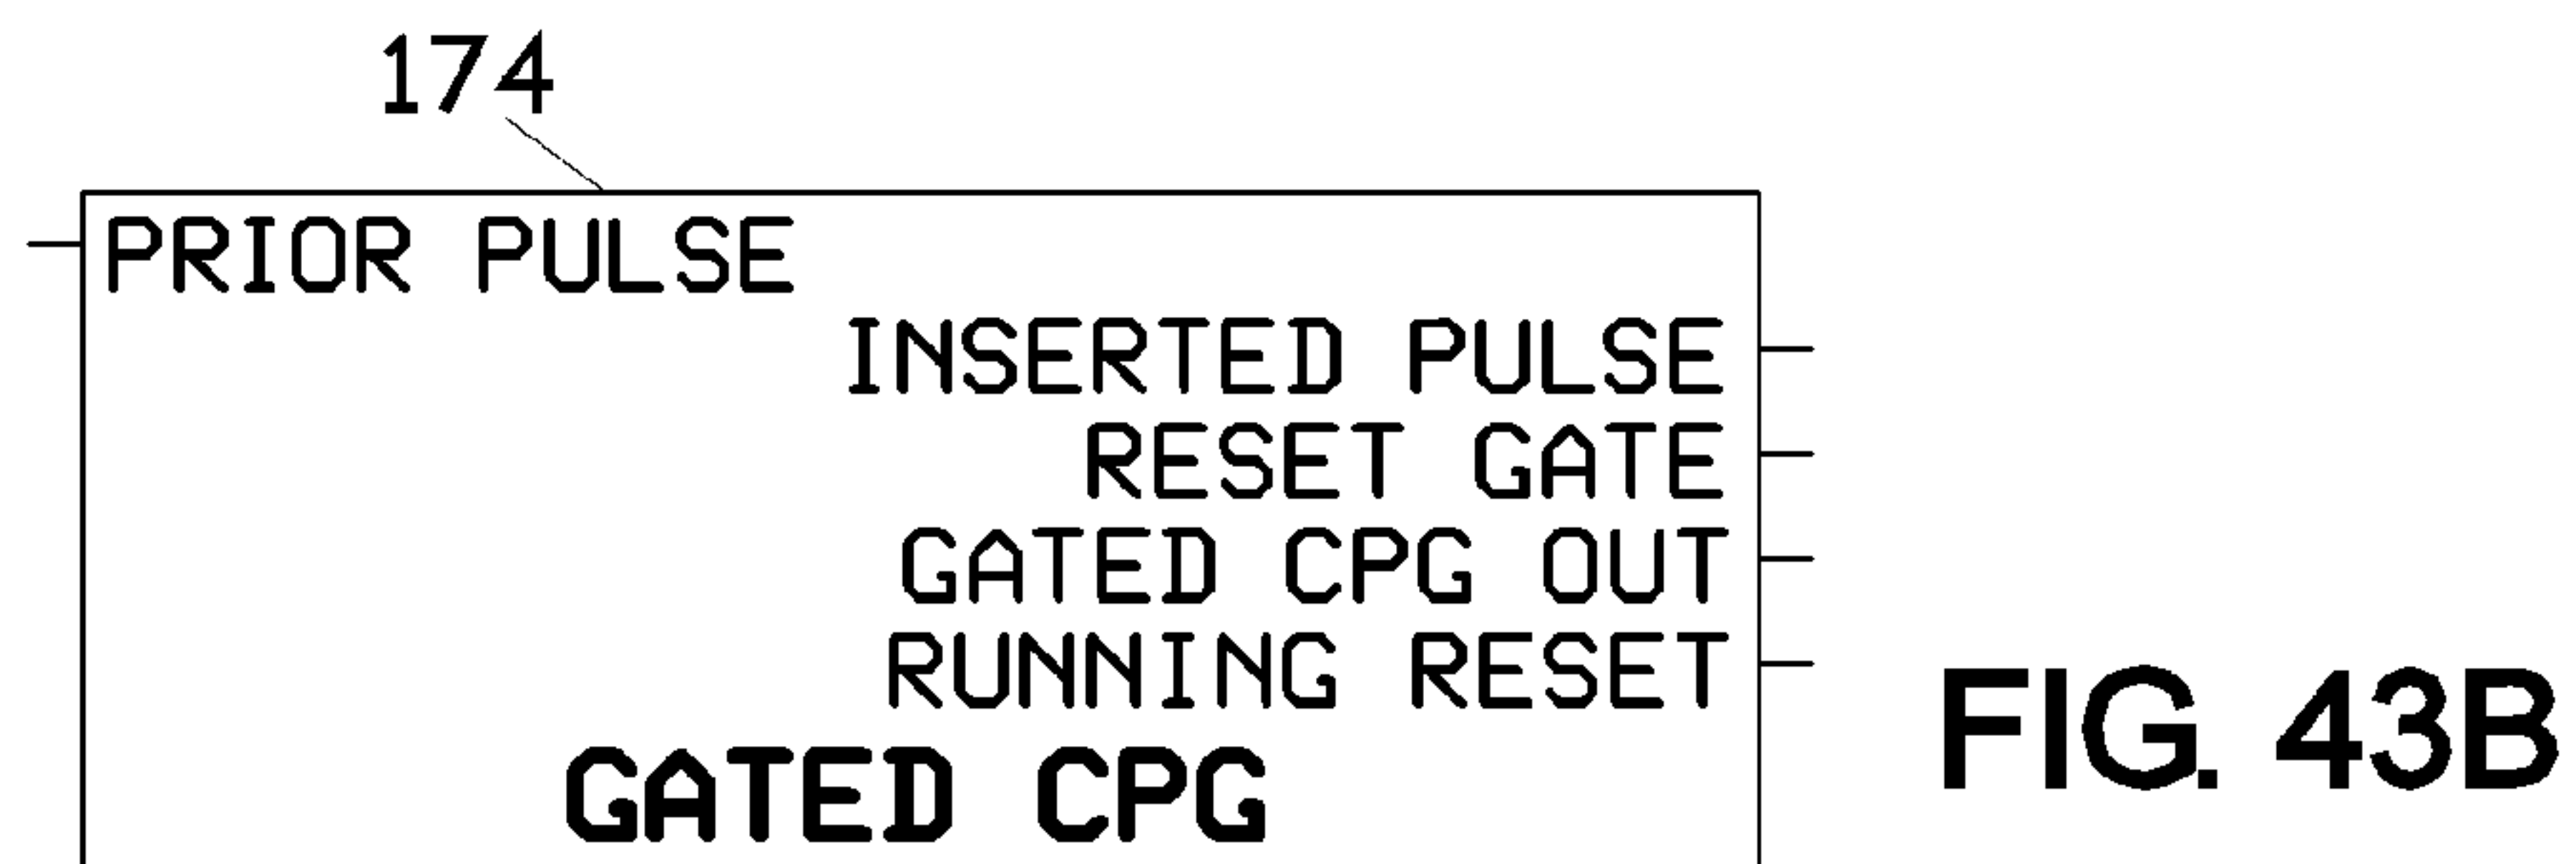 174
PRIOR PULSE
INSERTED PULSE
RESET GATE
GATED CPG OUT
RUNNING RESET
GATED CPG
FIG. 43B